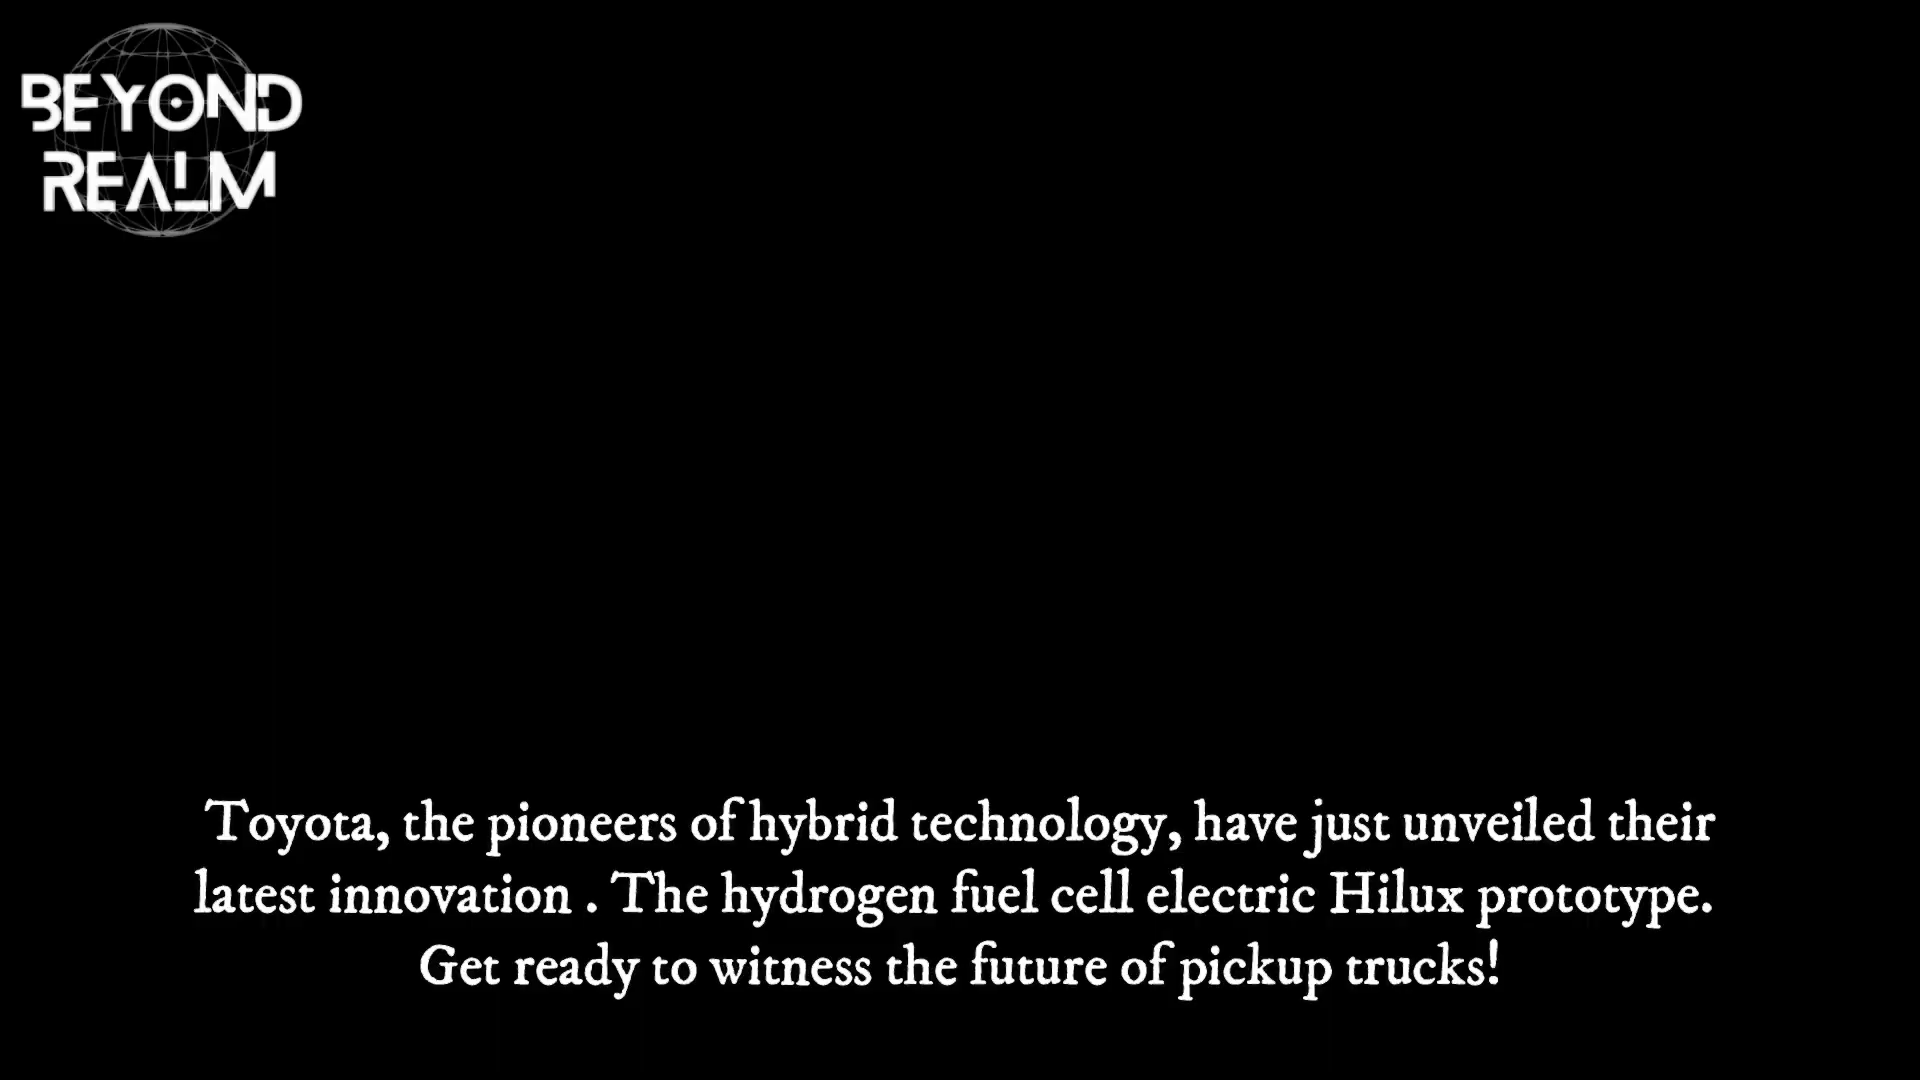 BEYOND
REALM
Toyota, the pioneers of hybrid technology, have just unveiled their
latest innovation . The hydrogen fuel cell electric Hilux prototype.
Get ready to witness the future of pickup trucks!